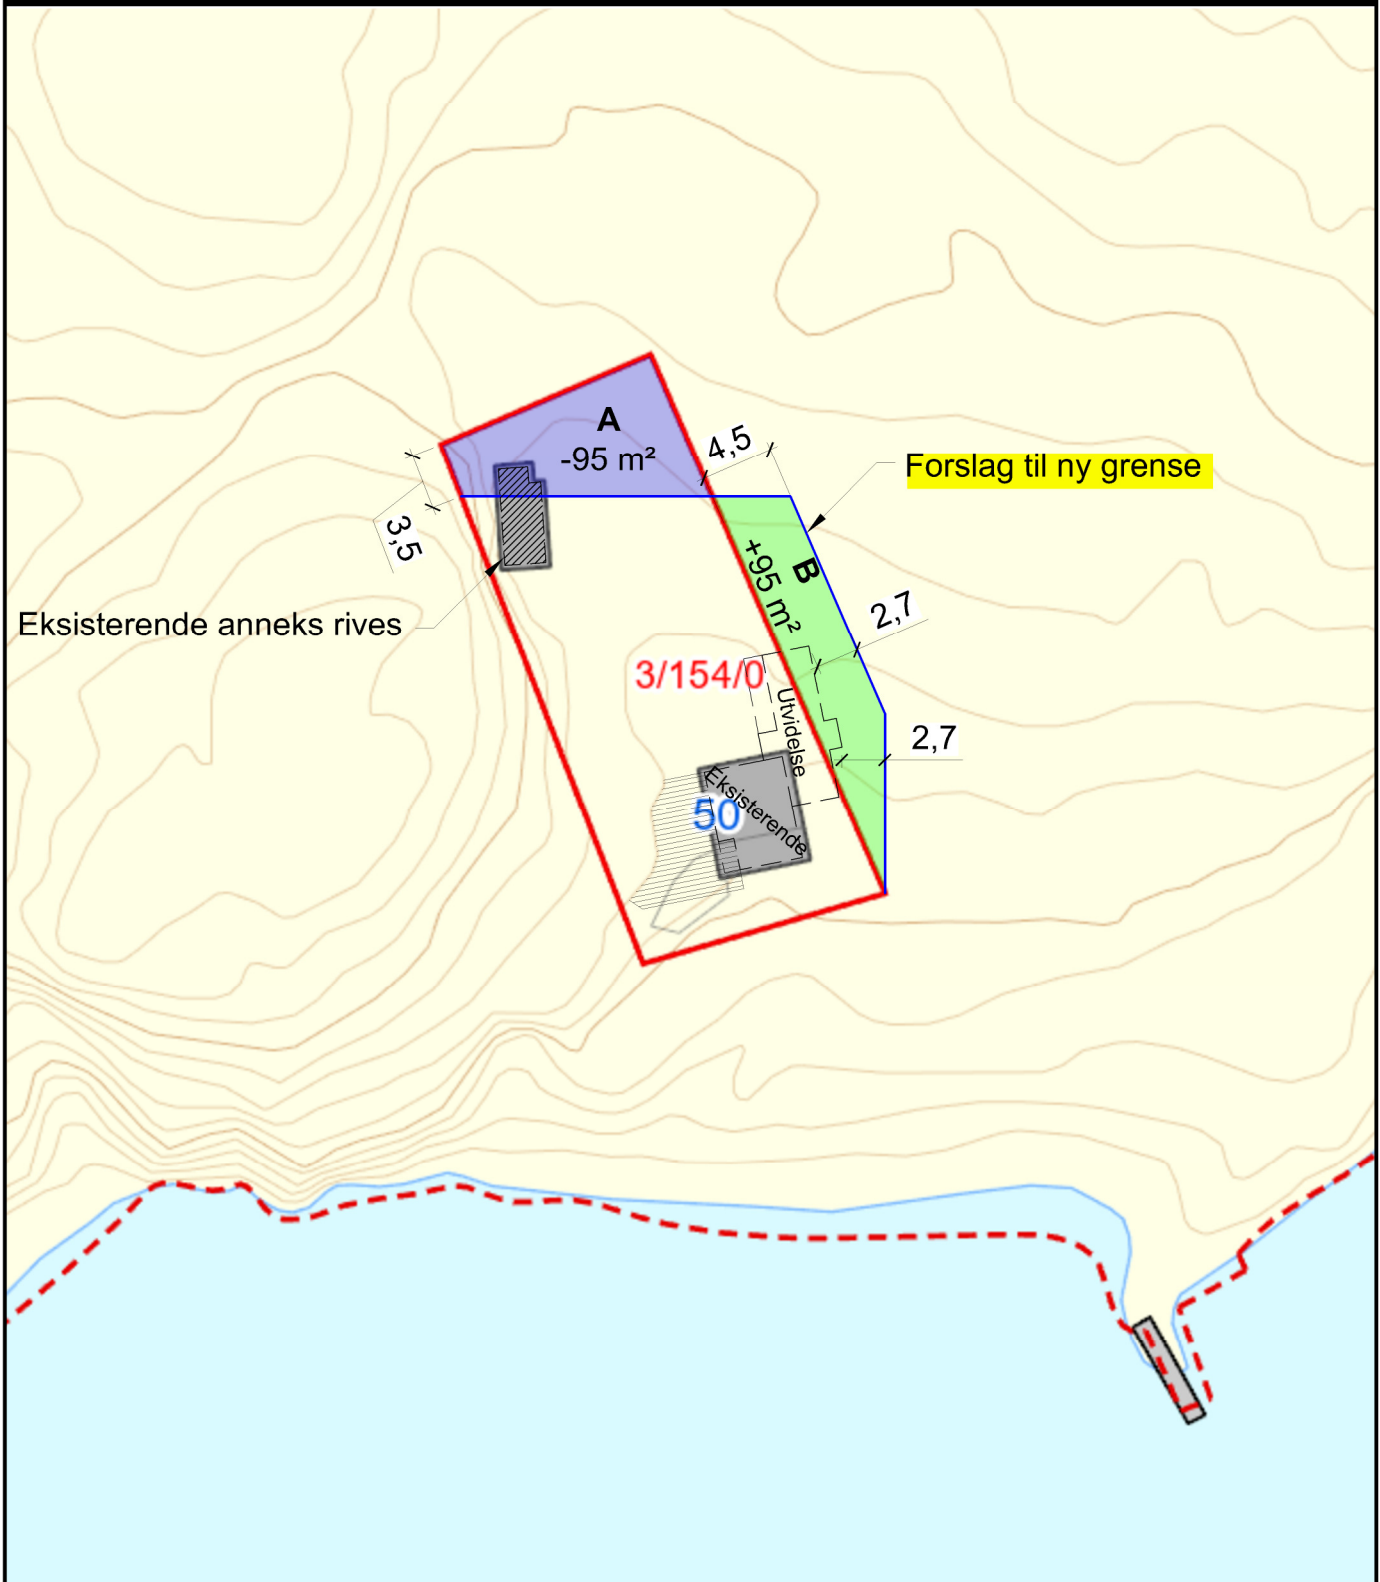 A
-95 m²
4,5
Forslag til ny grense
3,5
B
+95 m²
2,7
Eksisterende anneks rives
3/154/0
Utvidelse
2,7
50
Eksisterende